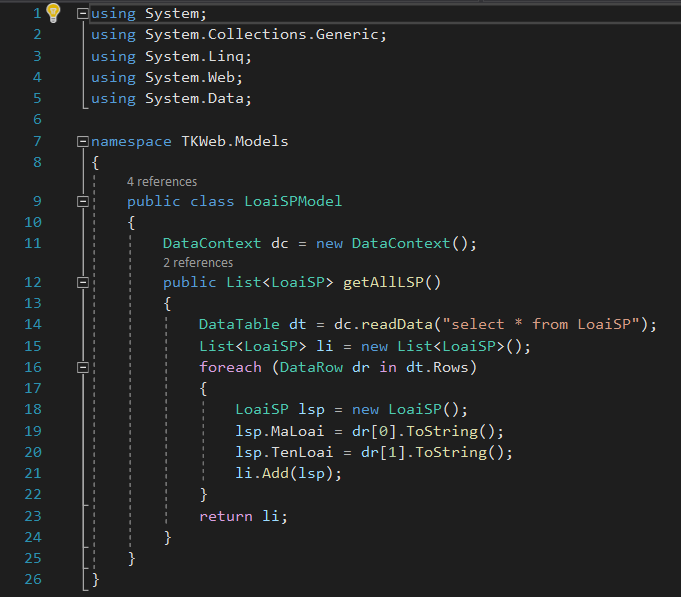 1 using System;
2 using System.Collections.Generic;
3 using System.Linq;
4 using System.Web;
5 using System.Data;
6
7 namespace TKWeb.Models
8 {
4 references
9 public class LoaiSPModel
10 {
11 DataContext dc = new DataContext();
2 references
12 public List<LoaiSP> getAllLSP()
13 {
14 DataTable dt = dc.readData("select * from LoaiSP");
15 List<LoaiSP> li = new List<LoaiSP>();
16 foreach (DataRow dr in dt.Rows)
17 {
18 LoaiSP lsp = new LoaiSP();
19 lsp.MaLoai = dr[0].ToString();
20 lsp.TenLoai = dr[1].ToString();
21 li.Add(lsp);
22 }
23 return li;
24 }
25 }
26 }